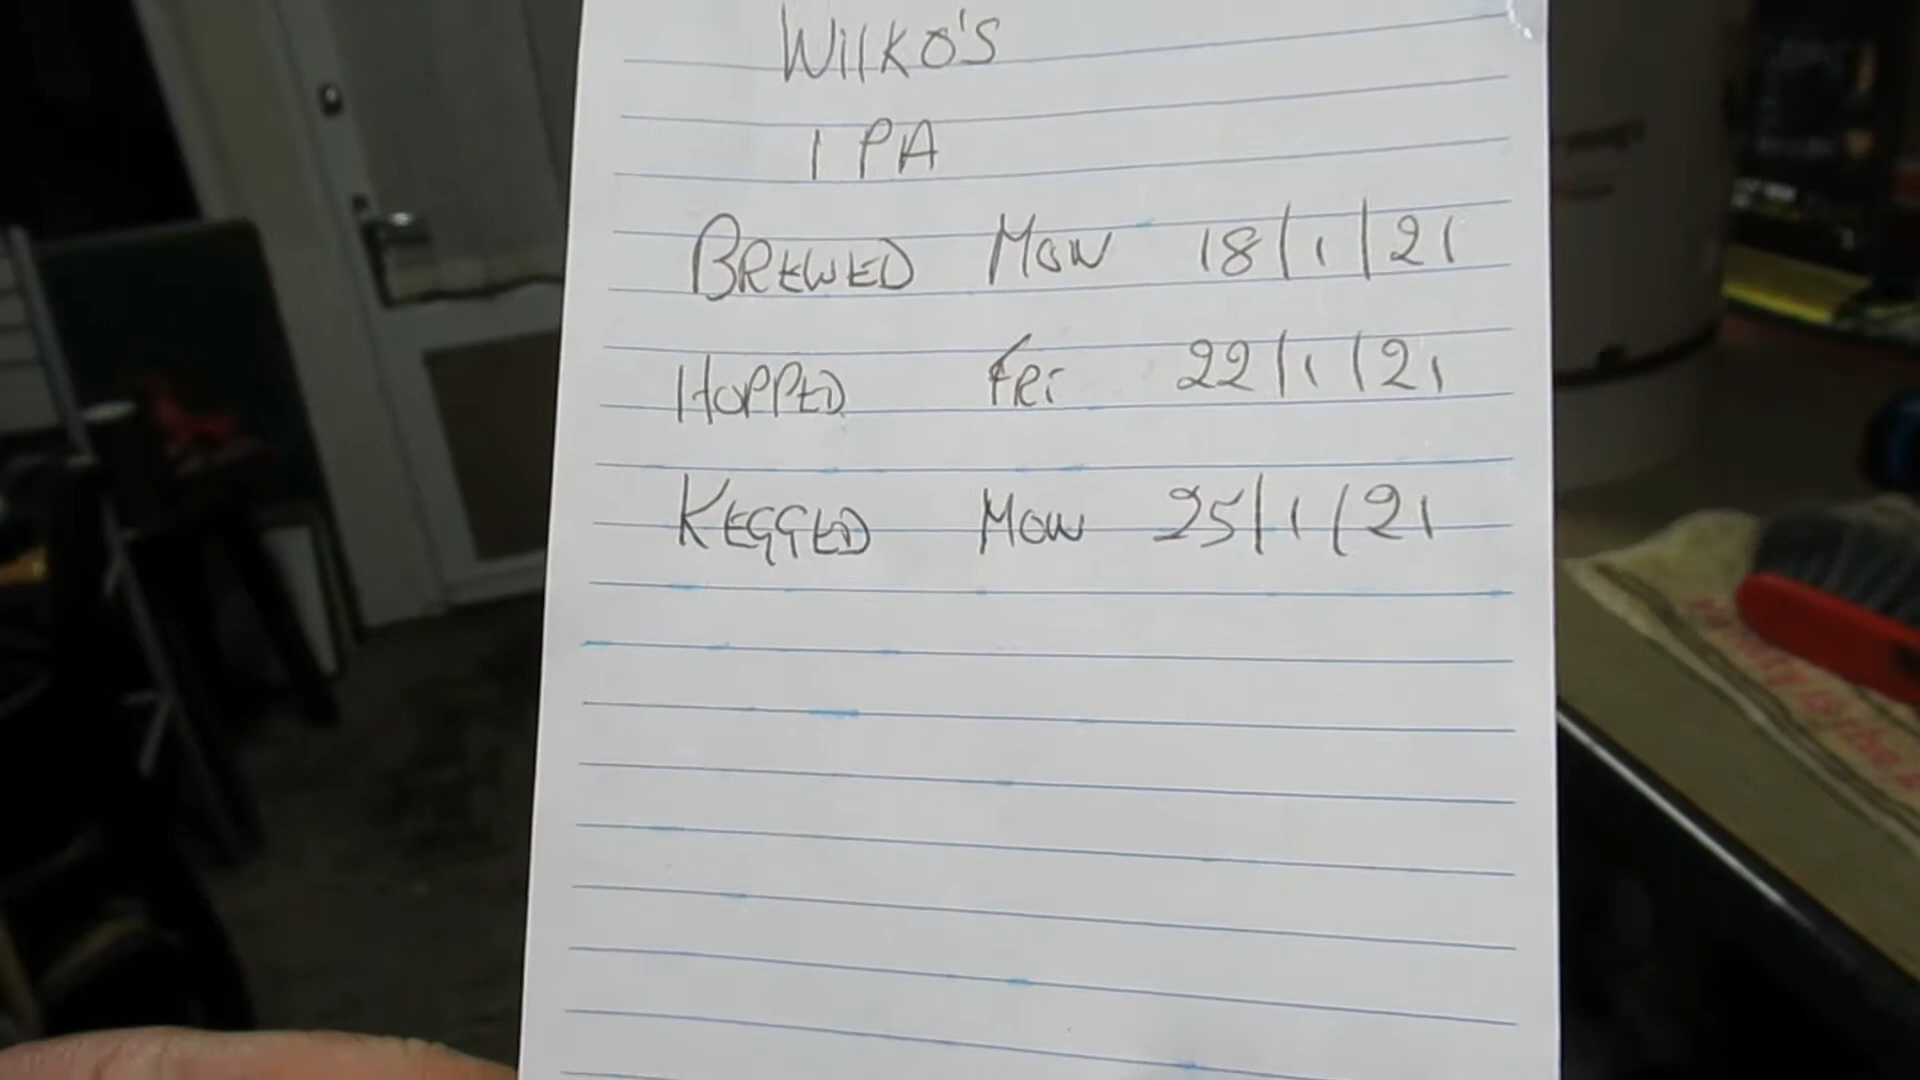 WILKO'S
IPA
BREWED MON 18/1/21
HOPPED FRI 22/1/21
KEGGED MON 25/1/21